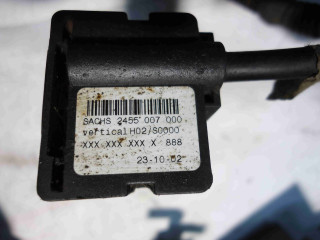 SACHS 2455 007 000
vertical H02/S0000
XXX XXX XXX X 888
23-10-02